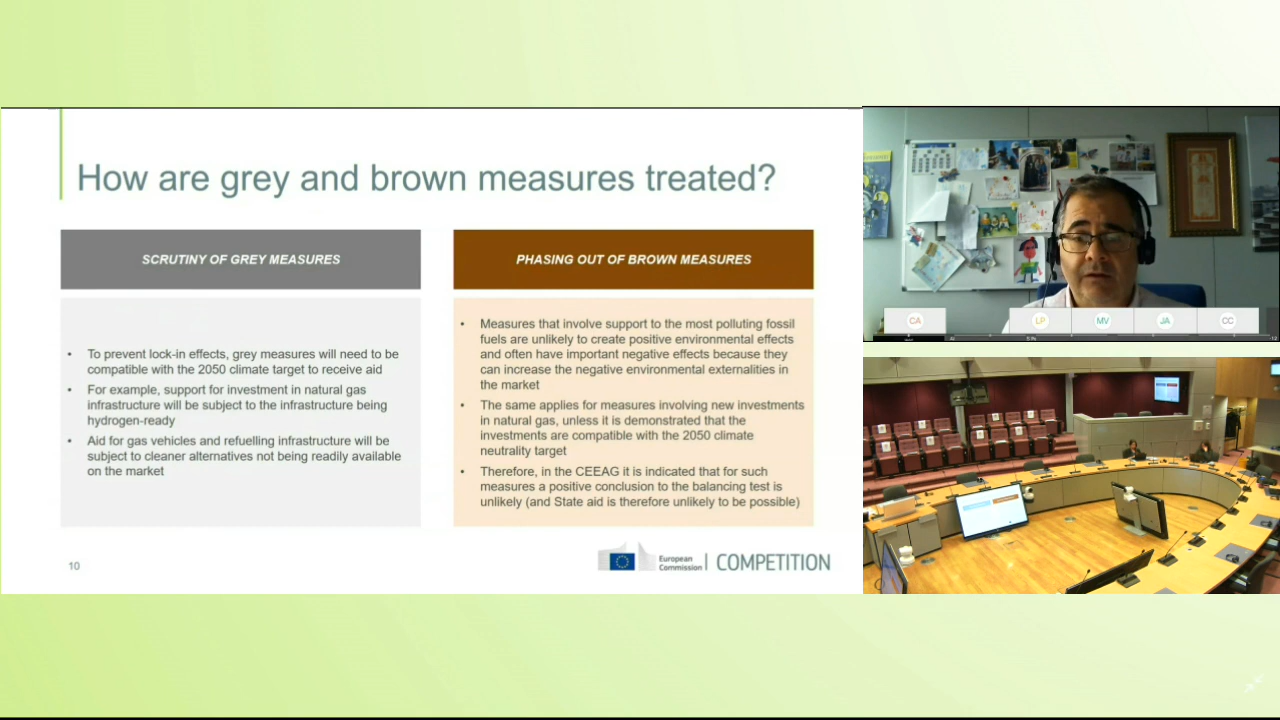 How are grey and brown measures treated?
SCRUTINY OF GREY MEASURES
• To prevent lock-in effects, grey measures will need to be
compatible with the 2050 climate target to receive aid
• For example, support for investment in natural gas
infrastructure will be subject to the infrastructure being
hydrogen-ready
• Aid for gas vehicles and refuelling infrastructure will be
subject to cleaner alternatives not being readily available
on the market
PHASING OUT OF BROWN MEASURES
• Measures that involve support to the most polluting fossil
fuels are unlikely to create positive environmental effects
and often have important negative effects because they
can increase the negative environmental externalities in
the market
• The same applies for measures involving new investments
in natural gas, unless it is demonstrated that the
investments are compatible with the 2050 climate
neutrality target
• Therefore, in the CEEAG it is indicated that for such
measures a positive conclusion to the balancing test is
unlikely (and State aid is therefore unlikely to be possible)
10
European
Commission
COMPETITION
CA
LP
MV
JA
CC